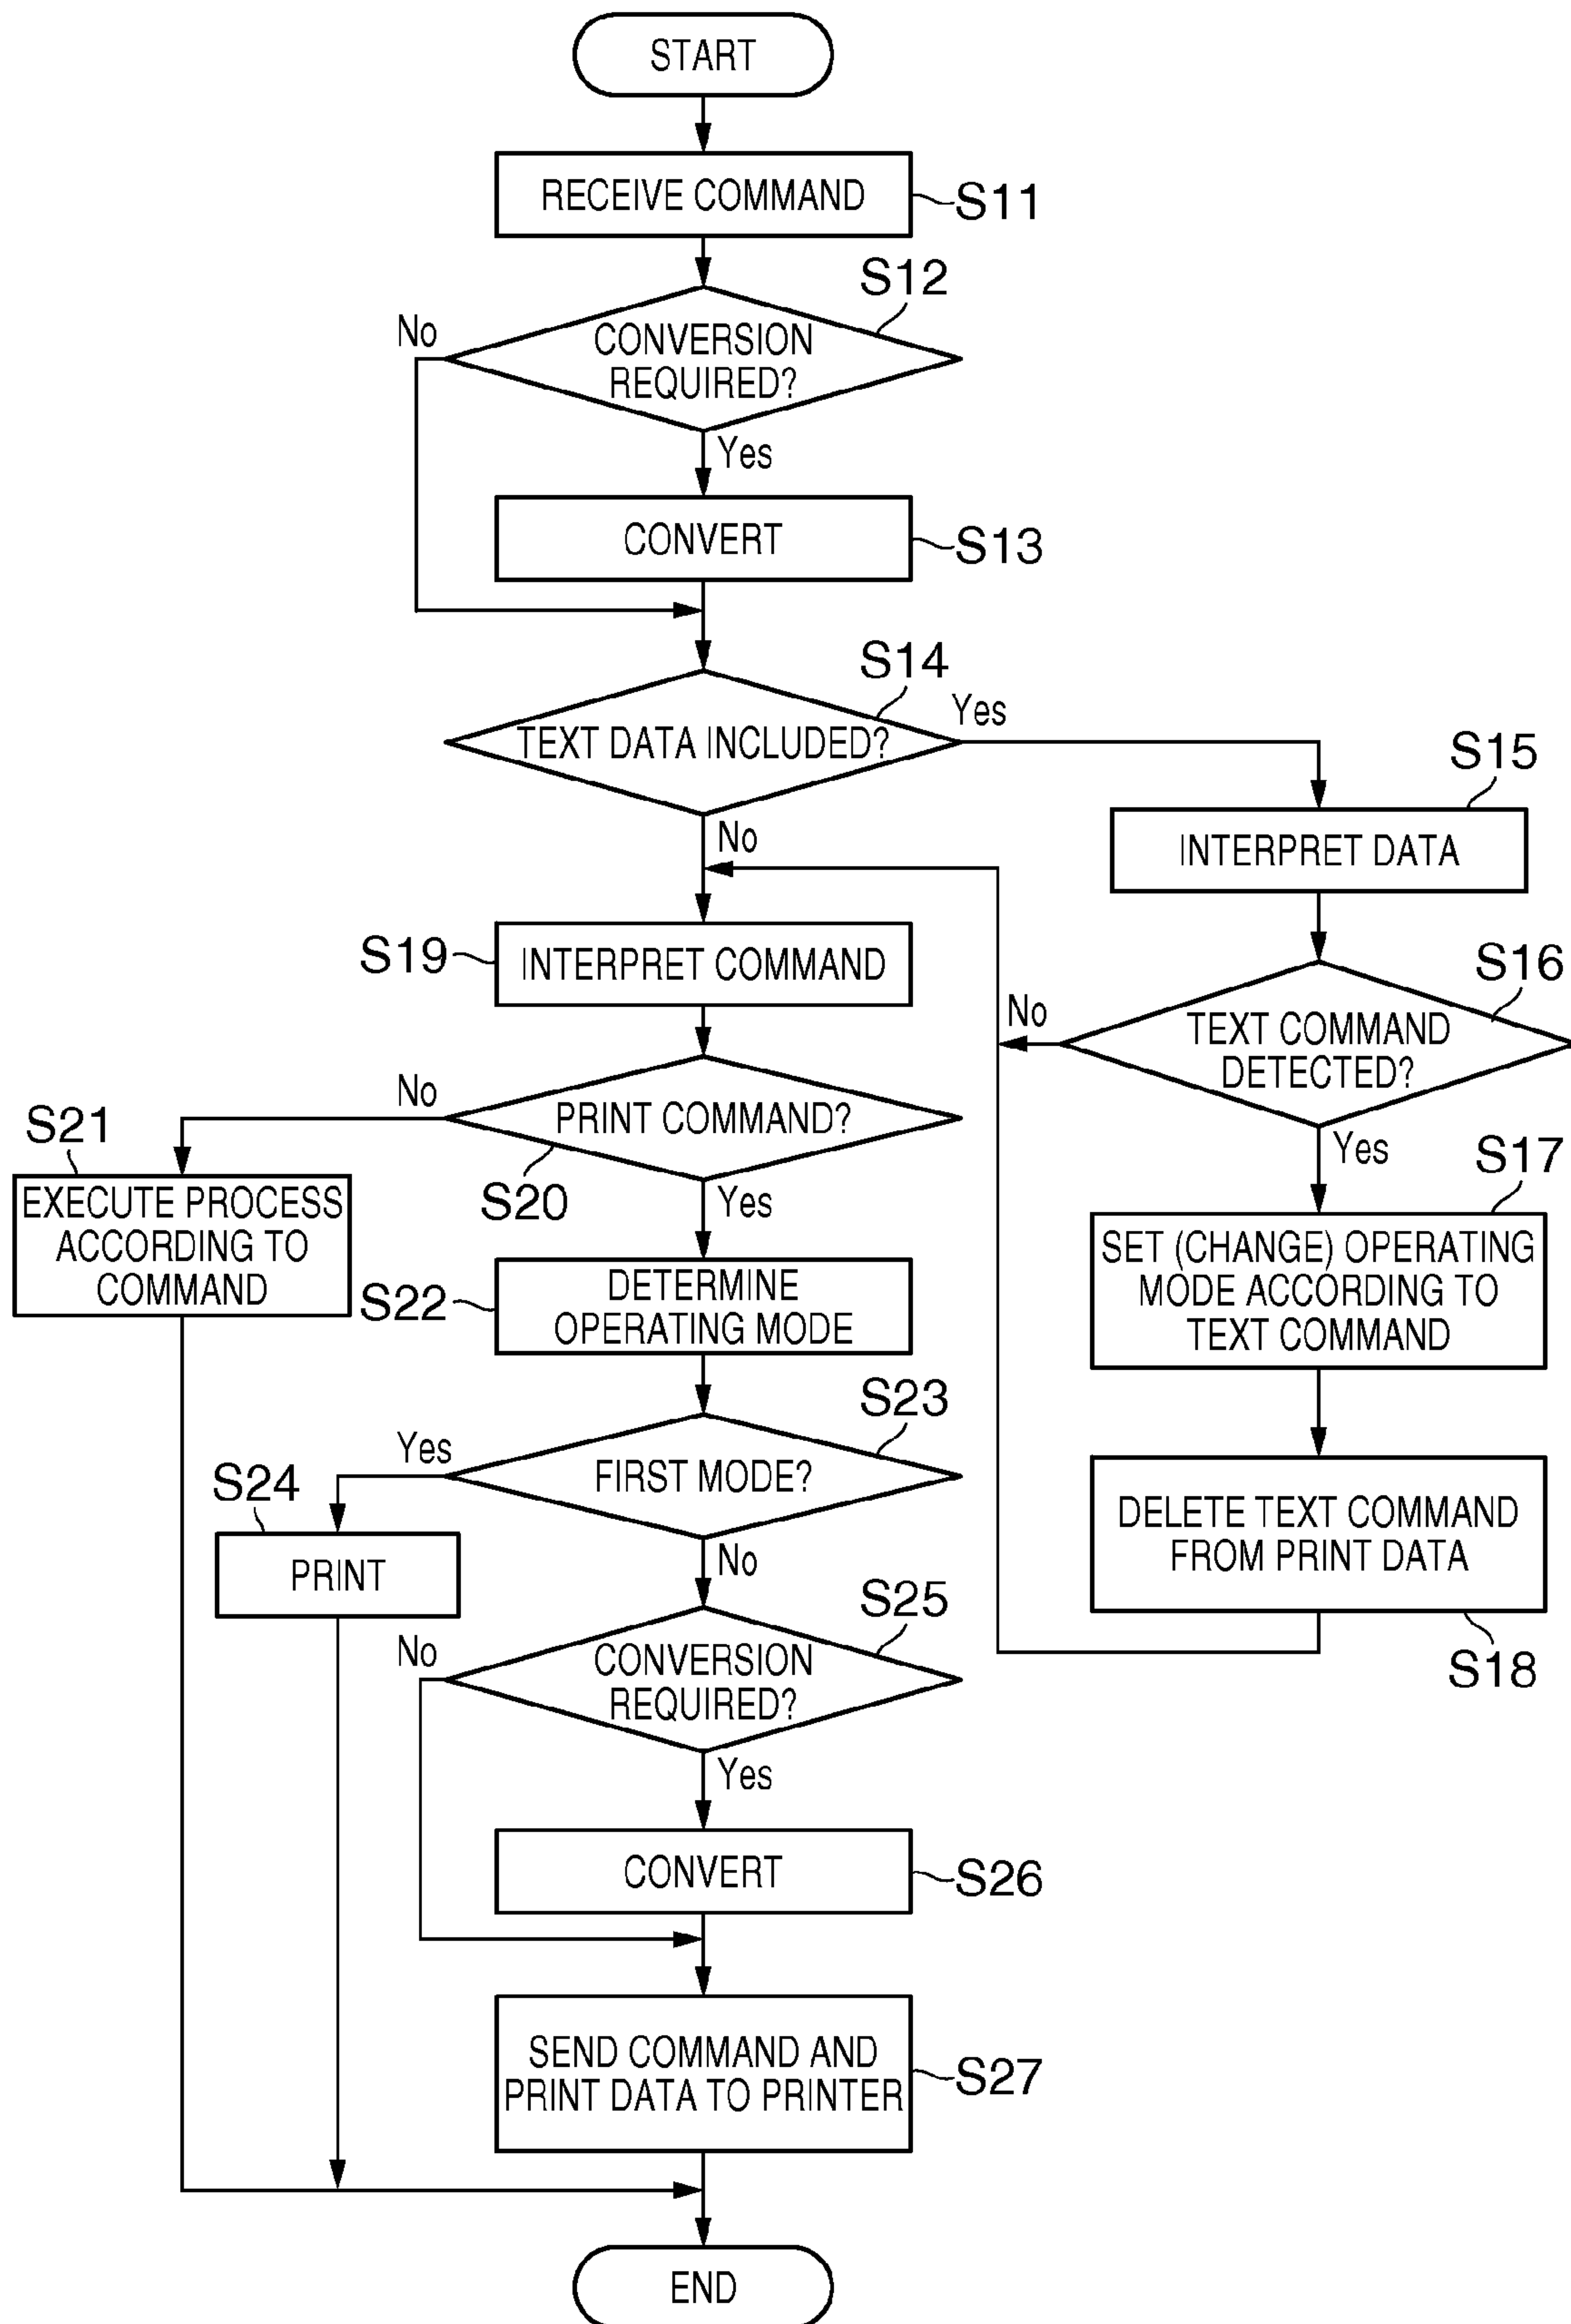 START
RECEIVE COMMAND
S11
S12
No
CONVERSION
REQUIRED?
Yes
CONVERT
S13
S14
Yes
TEXT DATA INCLUDED?
No
S15
INTERPRET DATA
S19
INTERPRET COMMAND
S16
No
TEXT COMMAND
DETECTED?
Yes
No
PRINT COMMAND?
S20
Yes
S21
EXECUTE PROCESS
ACCORDING TO
COMMAND
S17
SET (CHANGE) OPERATING
MODE ACCORDING TO
TEXT COMMAND
S22
DETERMINE
OPERATING MODE
S23
Yes
FIRST MODE?
No
S24
PRINT
DELETE TEXT COMMAND
FROM PRINT DATA
S18
S25
No
CONVERSION
REQUIRED?
Yes
CONVERT
S26
SEND COMMAND AND
PRINT DATA TO PRINTER
S27
END